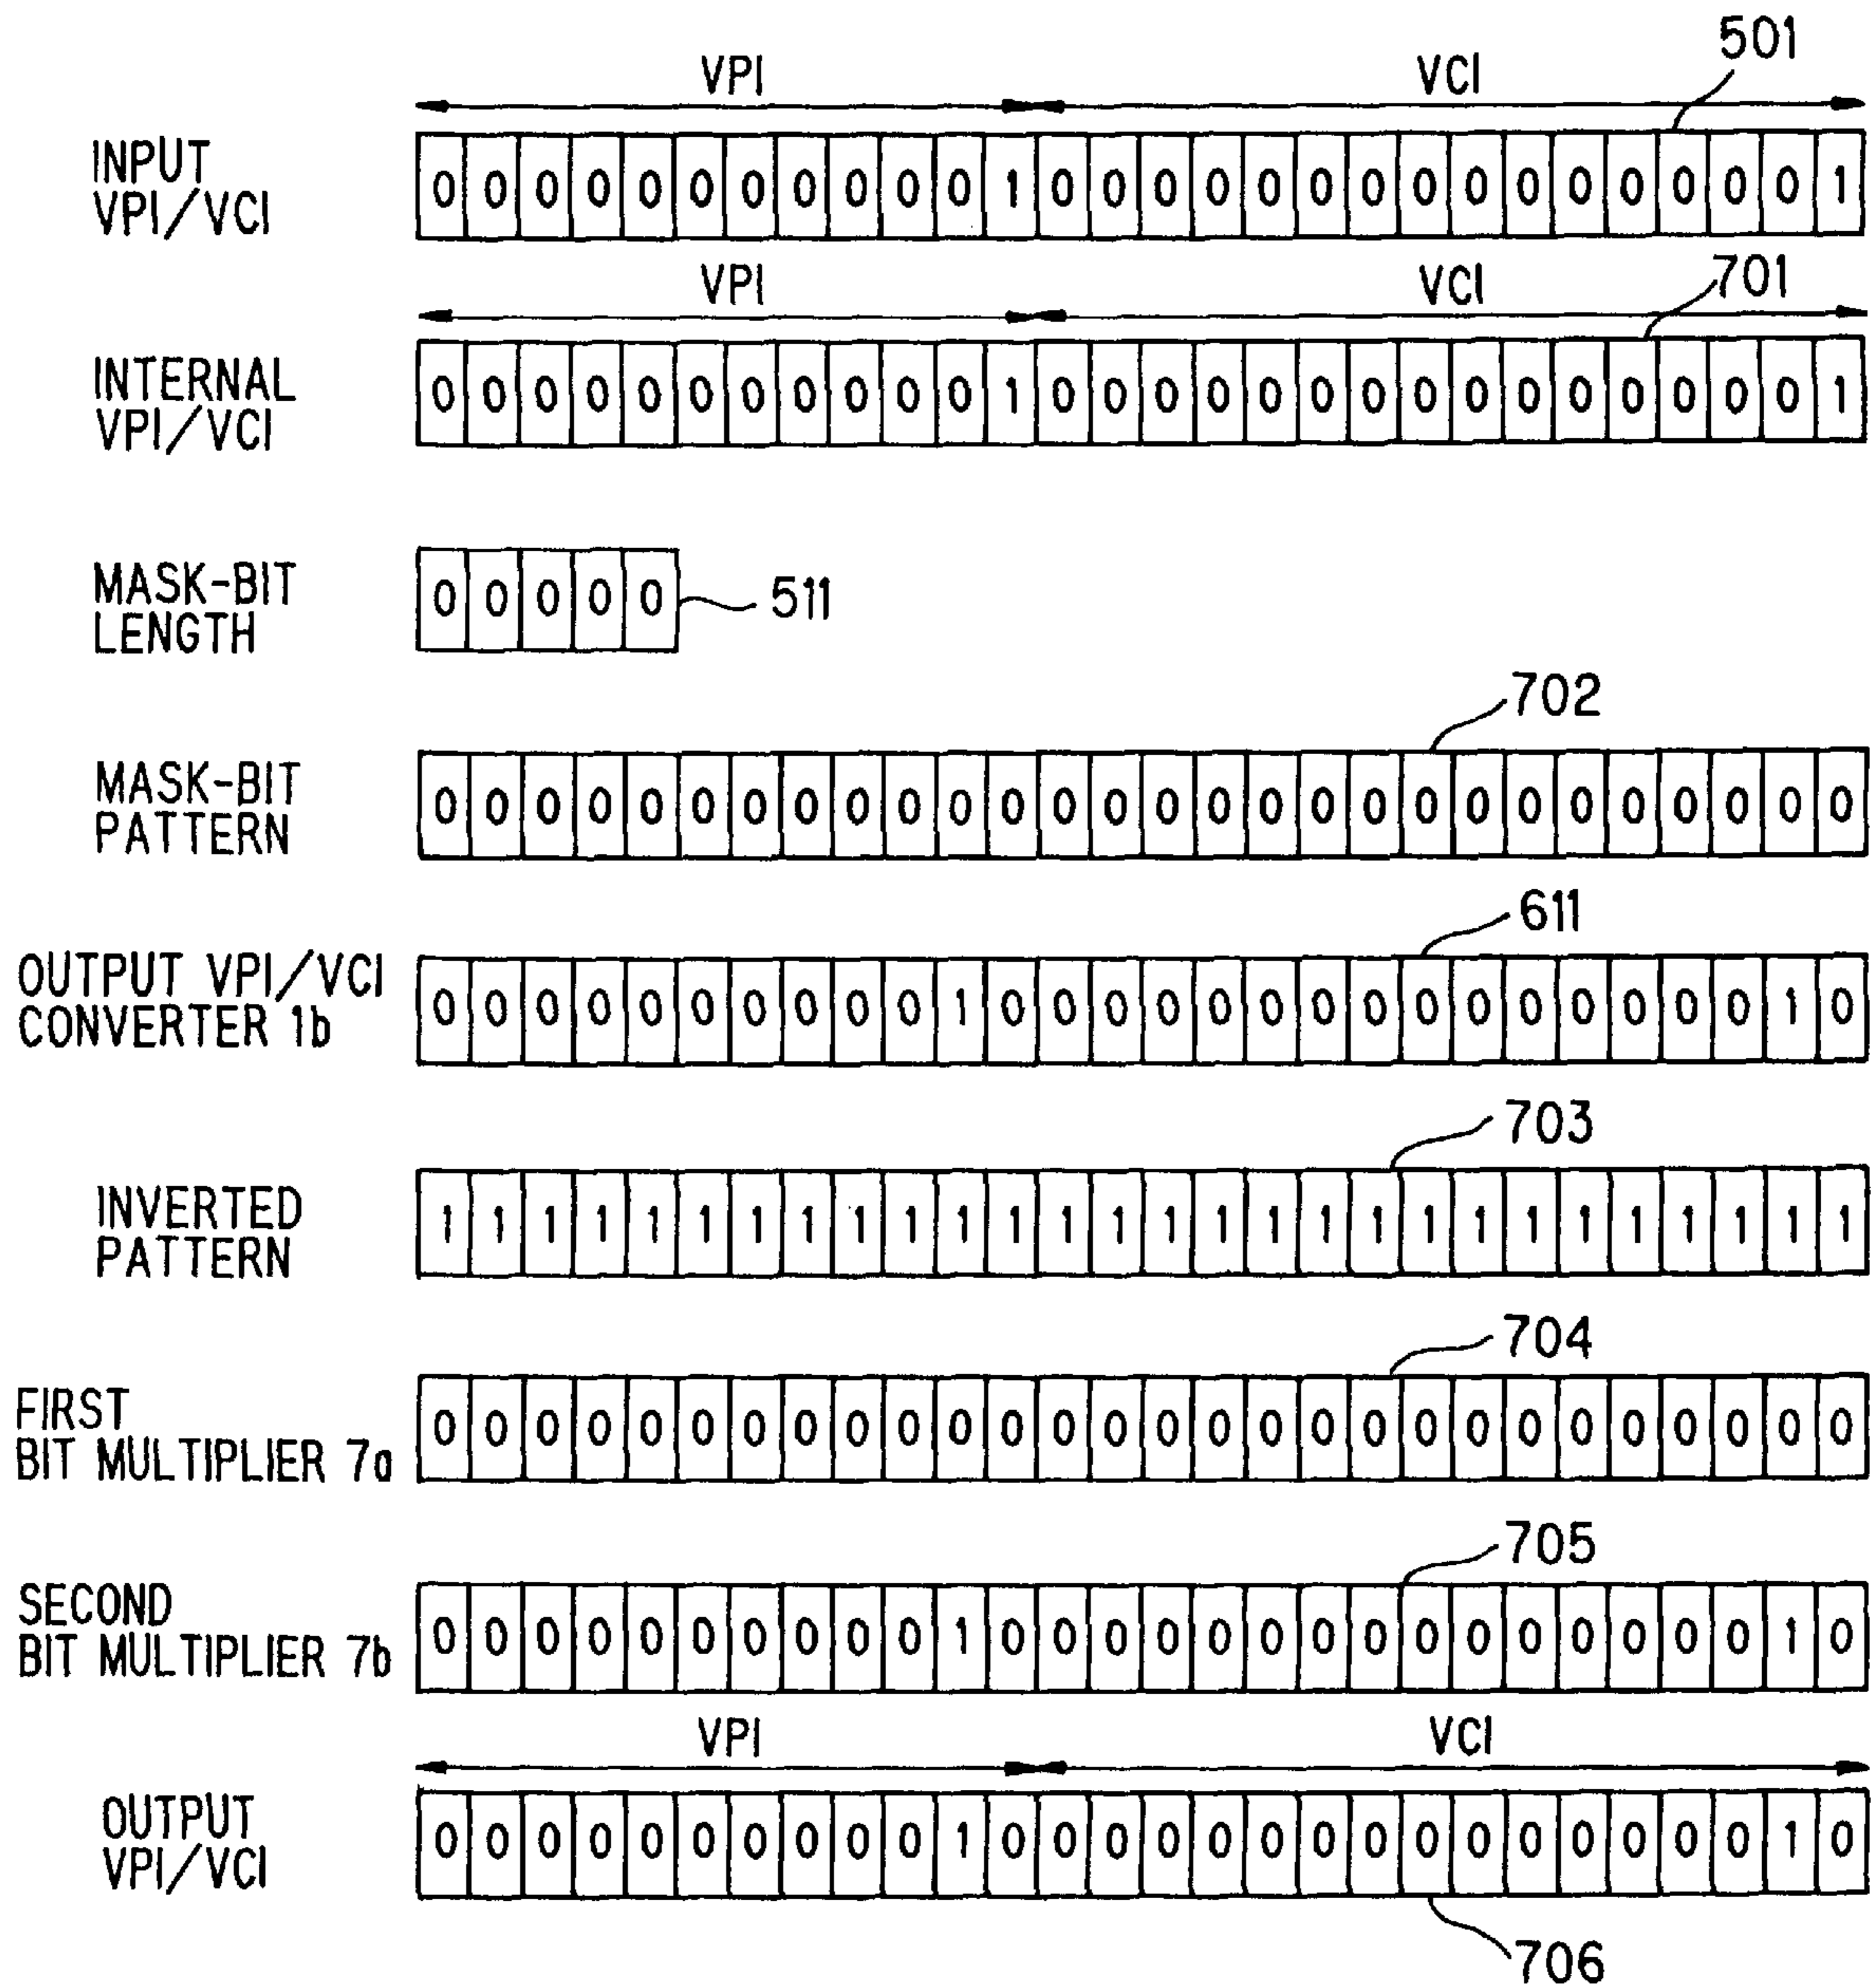 501
VPI VCI
INPUT
VPI/VCI
0 0 0 0 0 0 0 0 0 0 0 1 0 0 0 0 0 0 0 0 0 0 0 0 0 0 0 1
VPI VCI 701
INTERNAL
VPI/VCI
0 0 0 0 0 0 0 0 0 0 0 1 0 0 0 0 0 0 0 0 0 0 0 0 0 0 0 1
MASK-BIT
LENGTH
0 0 0 0 0 511
702
MASK-BIT
PATTERN
0 0 0 0 0 0 0 0 0 0 0 0 0 0 0 0 0 0 0 0 0 0 0 0 0 0 0 0
611
OUTPUT VPI/VCI
CONVERTER 1b
0 0 0 0 0 0 0 0 0 0 1 0 0 0 0 0 0 0 0 0 0 0 0 0 0 0 1 0
703
INVERTED
PATTERN
1 1 1 1 1 1 1 1 1 1 1 1 1 1 1 1 1 1 1 1 1 1 1 1 1 1 1 1
704
FIRST
BIT MULTIPLIER 7a
0 0 0 0 0 0 0 0 0 0 0 0 0 0 0 0 0 0 0 0 0 0 0 0 0 0 0 0
705
SECOND
BIT MULTIPLIER 7b
0 0 0 0 0 0 0 0 0 0 1 0 0 0 0 0 0 0 0 0 0 0 0 0 0 0 1 0
VPI VCI
OUTPUT
VPI/VCI
0 0 0 0 0 0 0 0 0 0 1 0 0 0 0 0 0 0 0 0 0 0 0 0 0 0 1 0
706